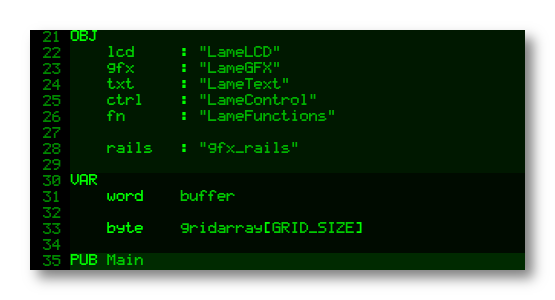 21 OBJ
22     lcd     : "LameLCD"
23     gfx     : "LameGFX"
24     txt     : "LameText"
25     ctrl    : "LameControl"
26     fn      : "LameFunctions"
27
28     rails   : "gfx_rails"
29
30 VAR
31     word    buffer
32
33     byte    gridarray[GRID_SIZE]
34
35 PUB Main